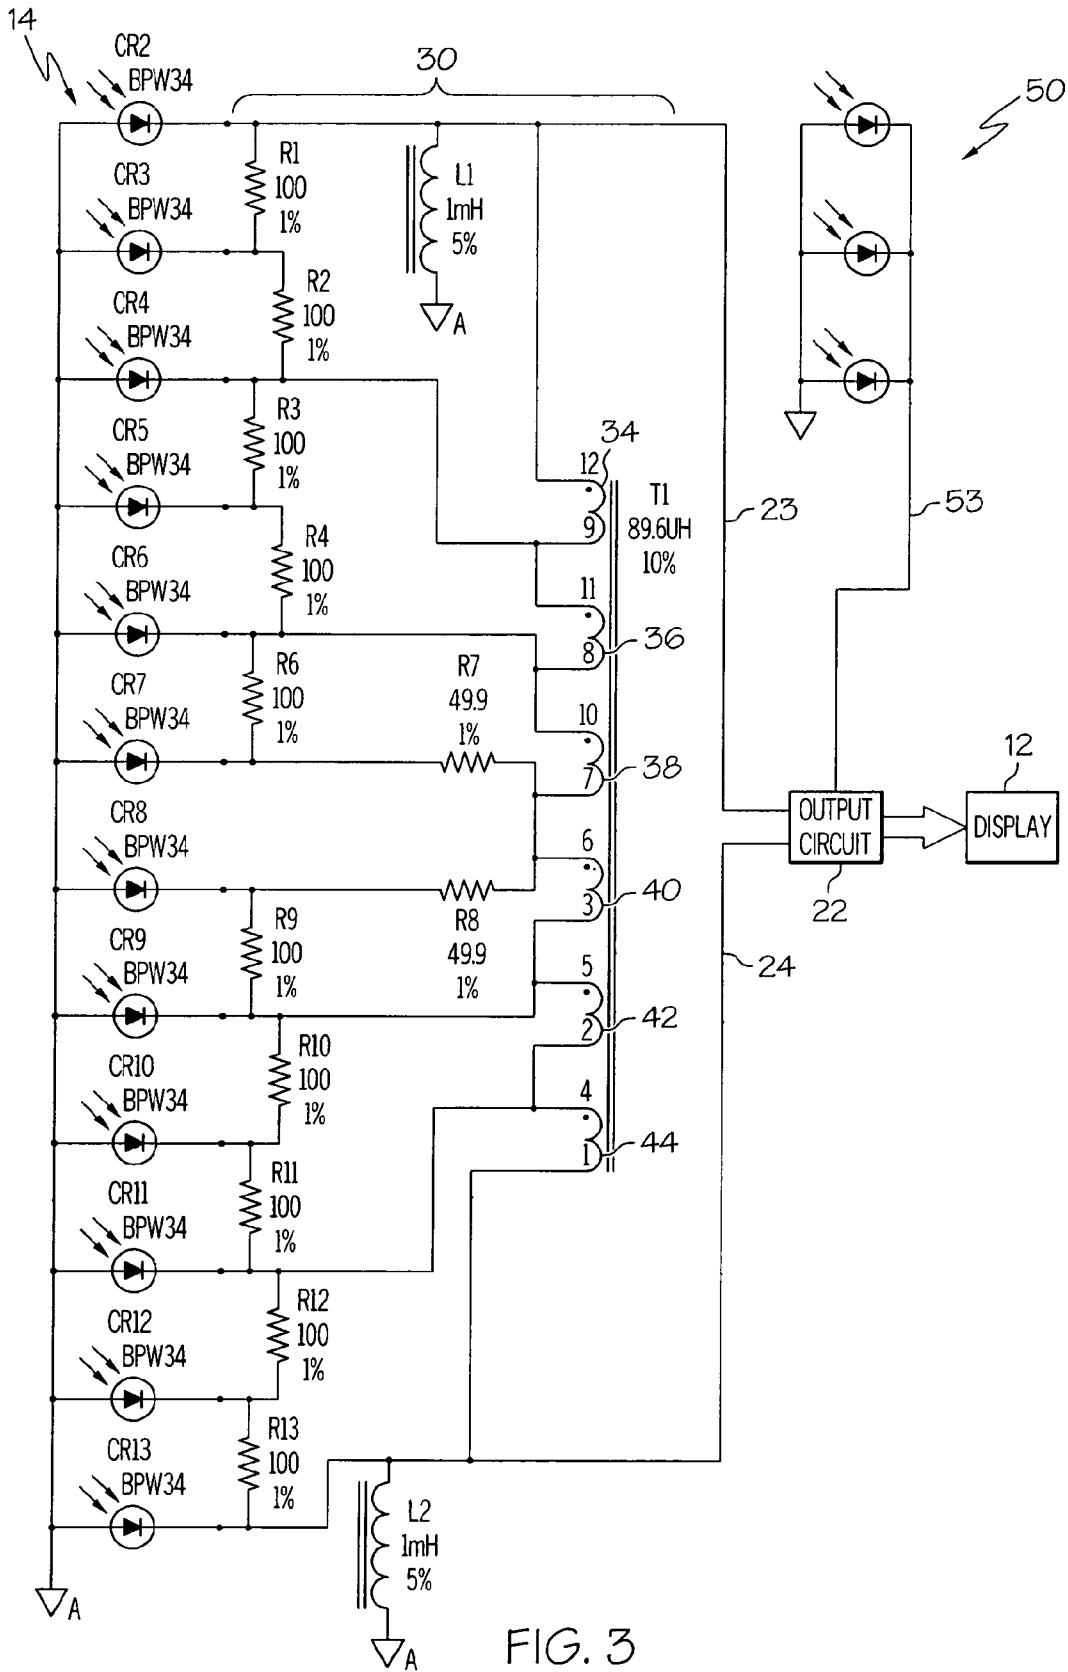 14
CR2
BPW34
30
50
R1
100
1%
L1
1mH
5%
A
CR3
BPW34
R2
100
1%
CR4
BPW34
R3
100
1%
34
12
9
T1
89.6UH
10%
23
53
CR5
BPW34
R4
100
1%
11
8
36
CR6
BPW34
R6
100
1%
R7
49.9
1%
10
7
38
CR7
BPW34
12
OUTPUT
CIRCUIT
DISPLAY
22
CR8
BPW34
6
3
40
R8
49.9
1%
R9
100
1%
24
CR9
BPW34
5
2
42
R10
100
1%
CR10
BPW34
4
1
44
R11
100
1%
CR11
BPW34
R12
100
1%
CR12
BPW34
R13
100
1%
CR13
BPW34
L2
1mH
5%
A
A
FIG. 3